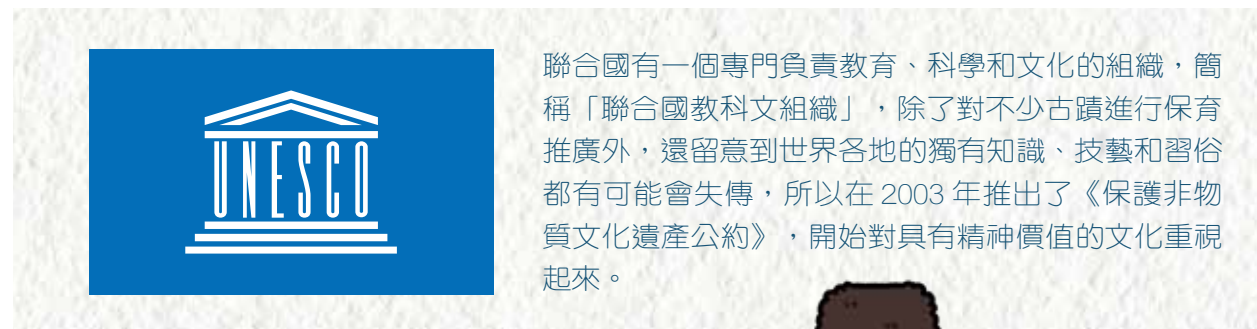 UNESCO
聯合國有一個專門負責教育、科學和文化的組織，簡
稱「聯合國教科文組織」，除了對不少古蹟進行保育
推廣外，還留意到世界各地的獨有知識、技藝和習俗
都有可能會失傳，所以在 2003 年推出了《保護非物
質文化遺產公約》，開始對具有精神價值的文化重視
起來。